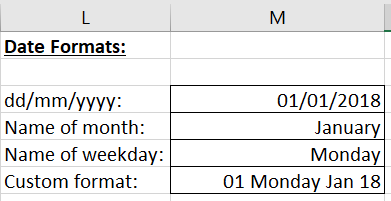 L M
Date Formats:
dd/mm/yyyy: 01/01/2018
Name of month: January
Name of weekday: Monday
Custom format: 01 Monday Jan 18